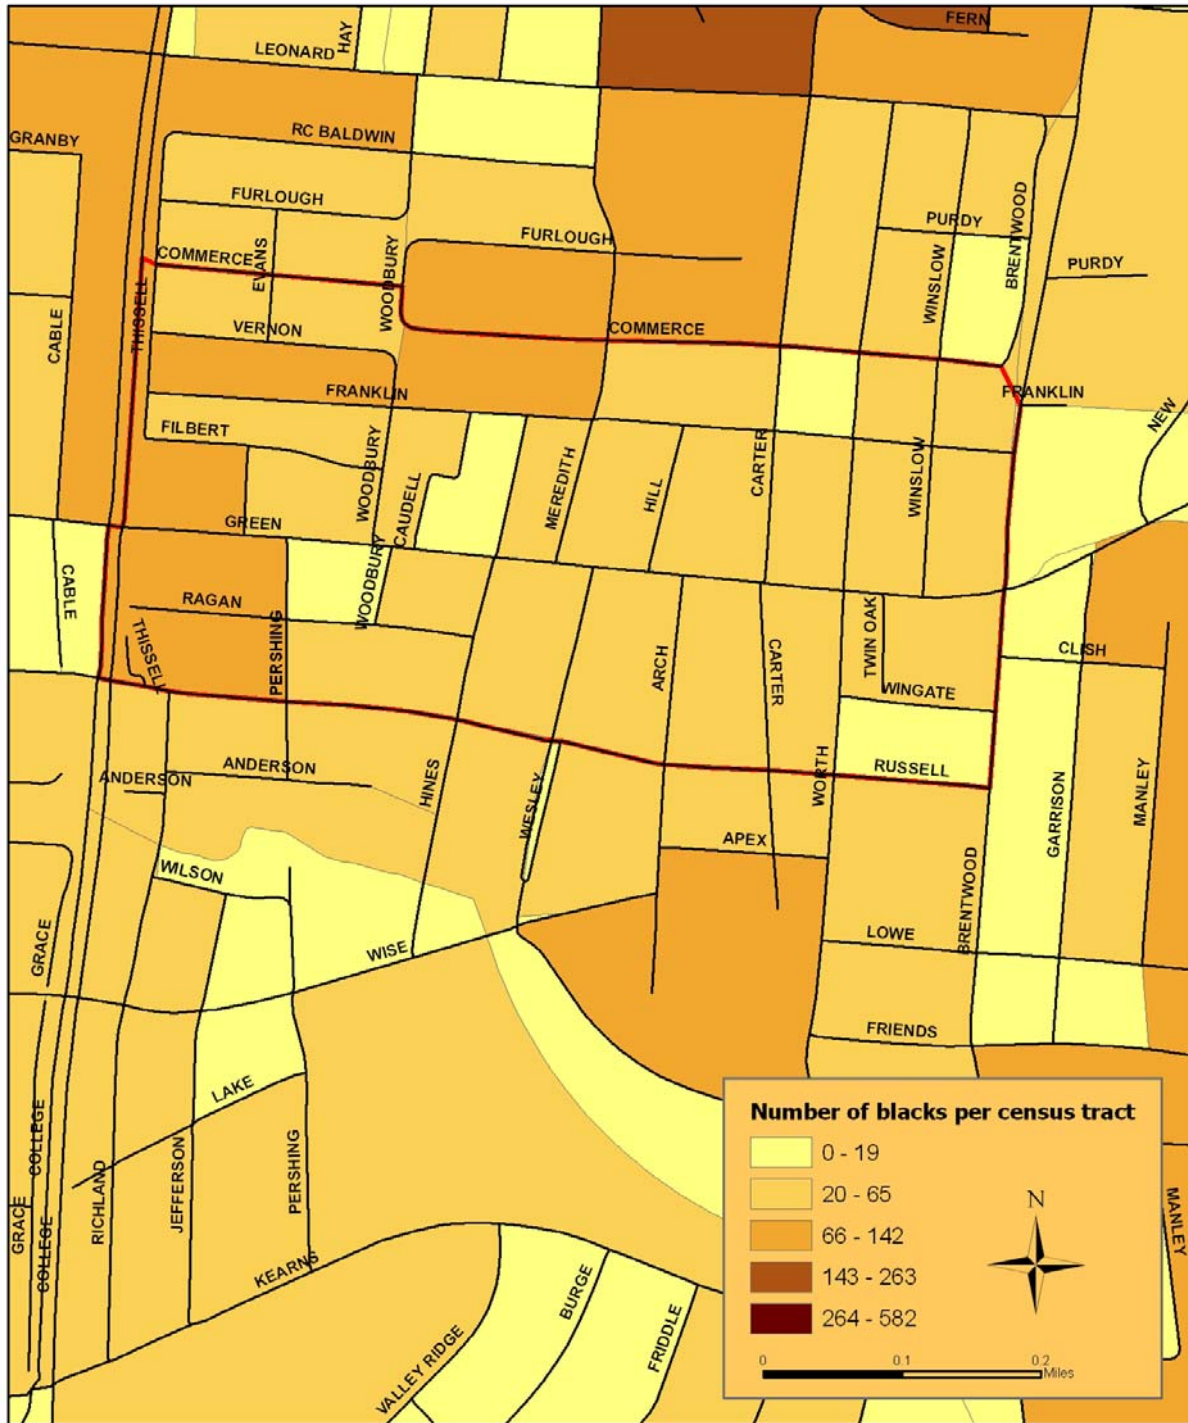 FERN
HAY
LEONARD
RC BALDWIN
GRANBY
FURLOUGH
PURDY
BRENTWOOD
FURLOUGH
COMMERCE
EVANS
WOODBURY
WINSLOW
PURDY
THISSELL
CABLE
VERNON
COMMERCE
FRANKLIN
FRANKLIN
NEW
FILBERT
WOODBURY
CAUDELL
MEREDITH
HILL
CARTER
WINSLOW
GREEN
CABLE
WOODBURY
RAGAN
THISSELL
PERSHING
ARCH
CARTER
TWIN OAK
CLISH
WINGATE
ANDERSON
ANDERSON
HINES
WESLEY
WORTH
RUSSELL
GARRISON
MANLEY
APEX
WILSON
GRACE
WISE
LOWE
BRENTWOOD
FRIENDS
LAKE
COLLEGE
GRACE
COLLEGE
RICHLAND
JEFFERSON
PERSHING
KEARNS
VALLEY RIDGE
BURGE
FRIDDLE
MANLEY
Number of blacks per census tract
0 - 19
20 - 65
66 - 142
143 - 263
264 - 582
N
0 0.1 0.2
Miles